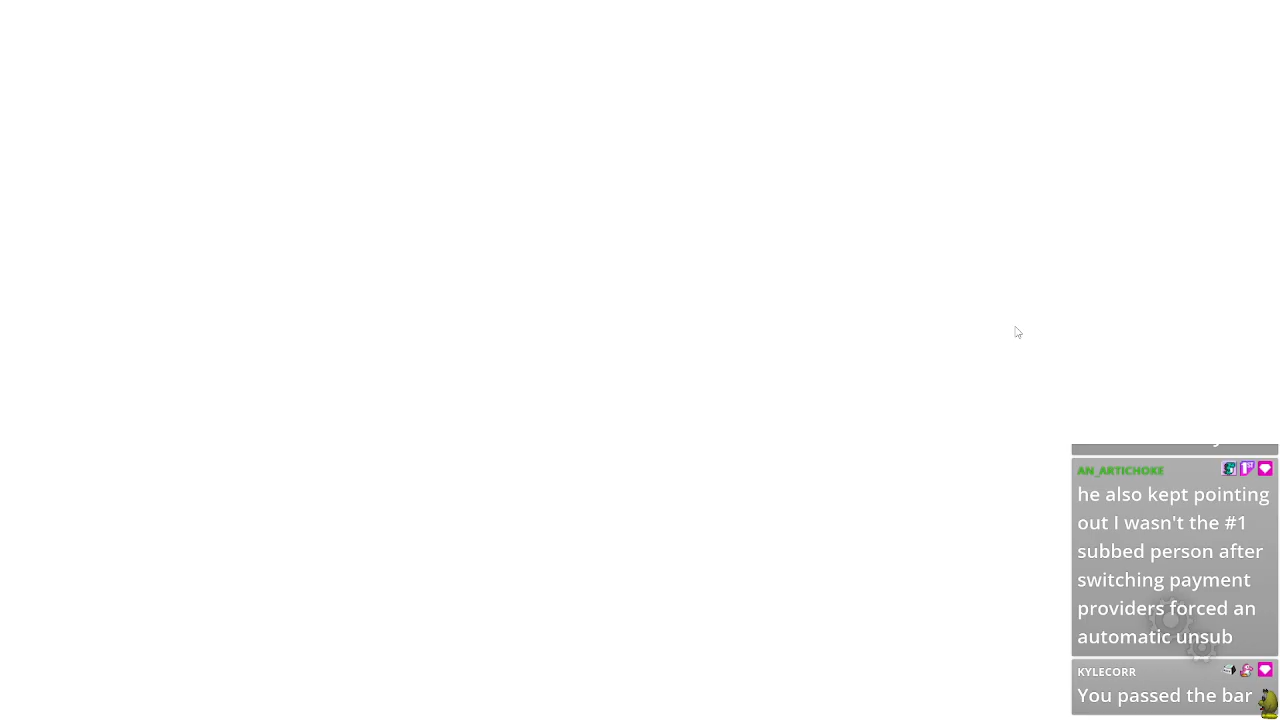 AN_ARTICHOKE
he also kept pointing
out I wasn't the #1
subbed person after
switching payment
providers forced an
automatic unsub
KYLECORR
You passed the bar